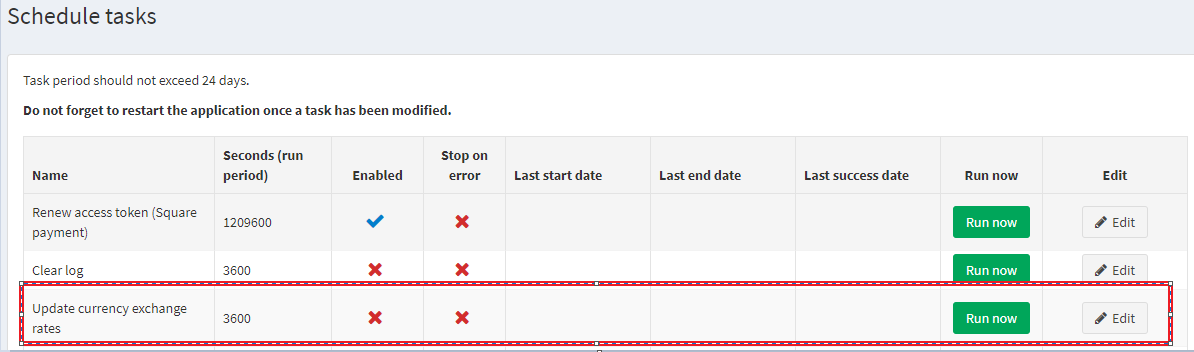 Schedule tasks
Task period should not exceed 24 days.
Do not forget to restart the application once a task has been modified.
Seconds (run Stop on
Name period) Enabled error Last start date Last end date Last success date Run now Edit
Renew access token (Square
payment) 1209600 Run now Edit
Clear log 3600 Run now Edit
Update currency exchange
rates 3600 Run now Edit